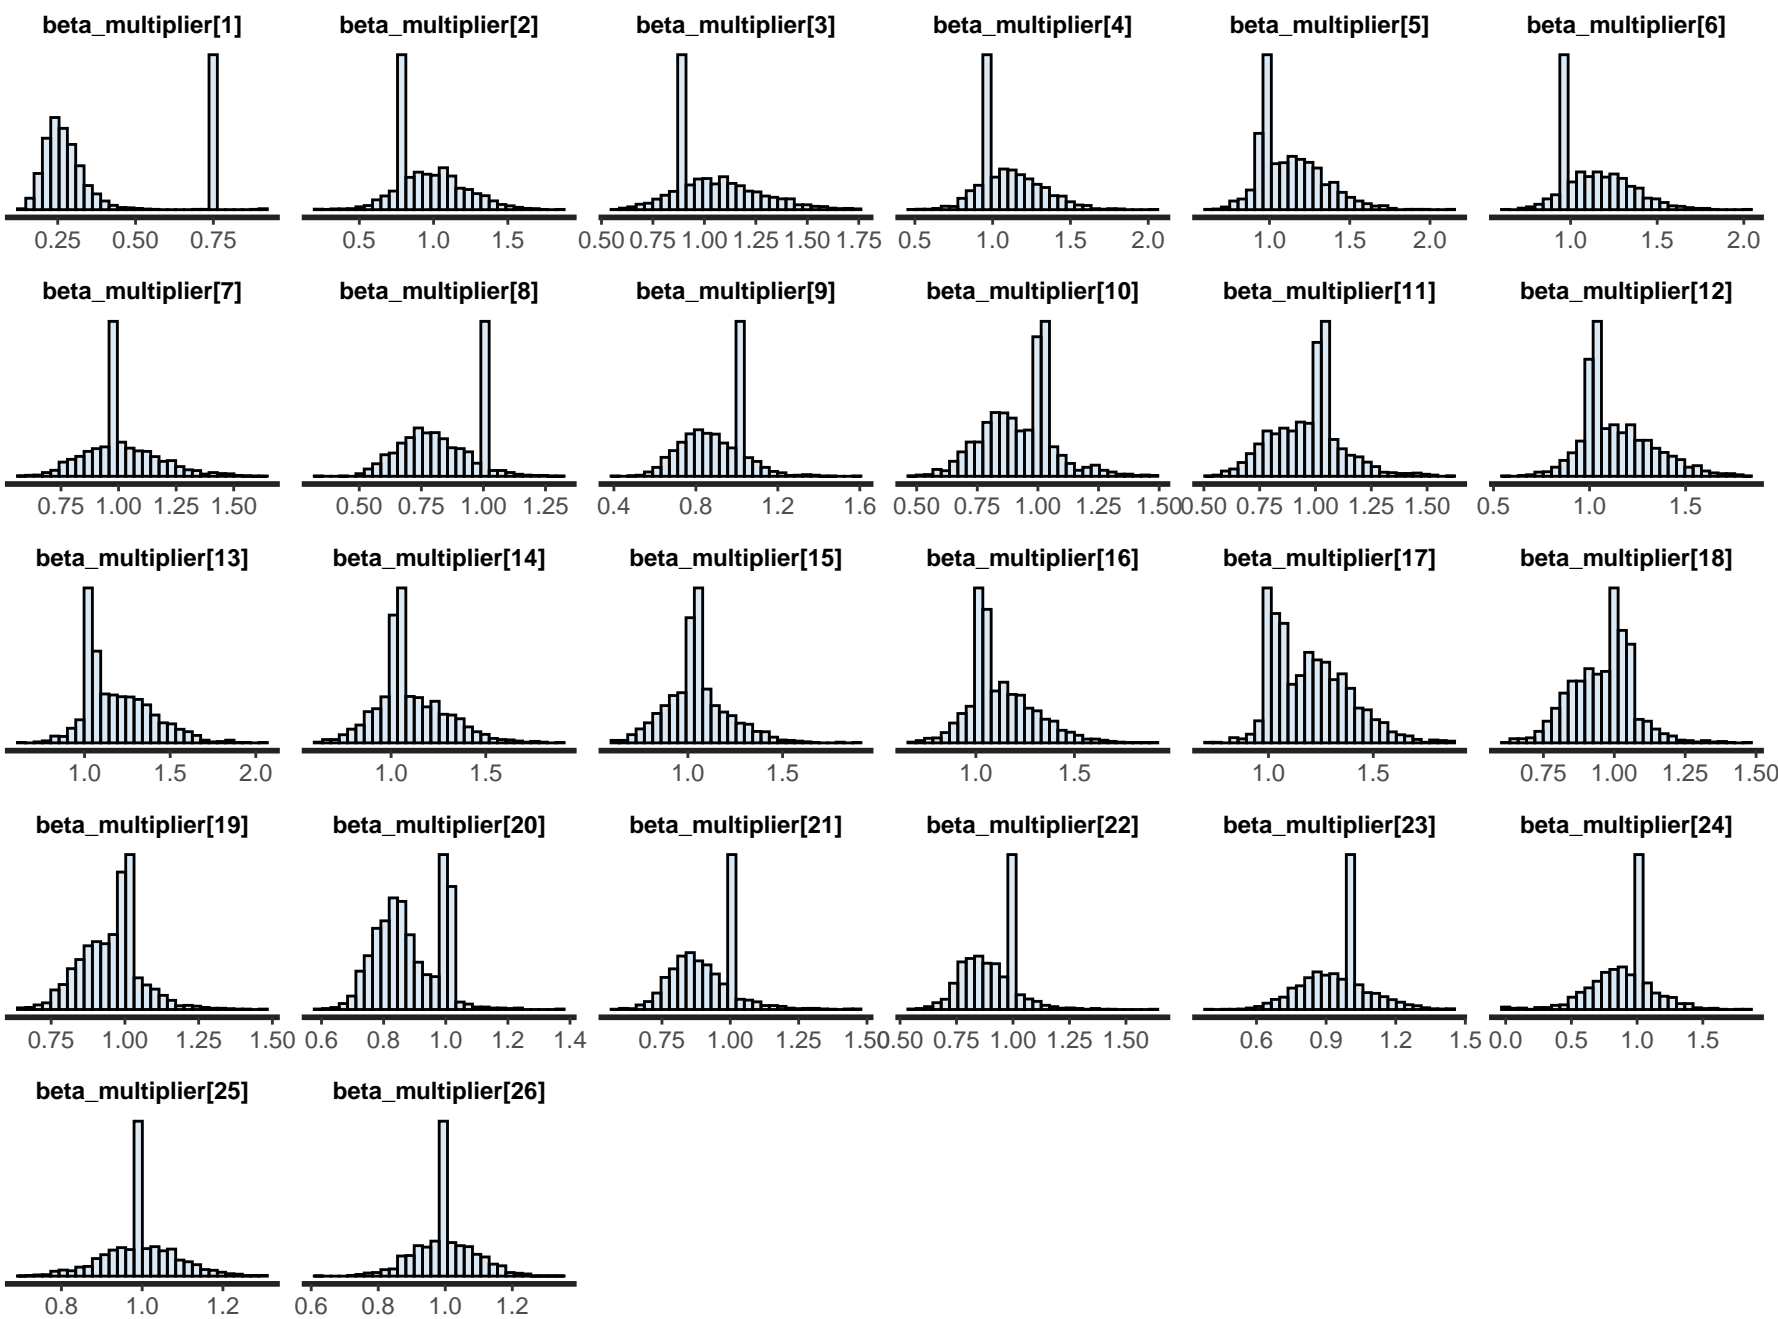 beta_multiplier[1] beta_multiplier[2] beta_multiplier[3] beta_multiplier[4] beta_multiplier[5] beta_multiplier[6]
0.25 0.50 0.75 0.5 1.0 1.5 0.50 0.75 1.00 1.25 1.50 1.75 0.5 1.0 1.5 2.0 1.0 1.5 2.0 1.0 1.5 2.0
beta_multiplier[7] beta_multiplier[8] beta_multiplier[9] beta_multiplier[10] beta_multiplier[11] beta_multiplier[12]
0.75 1.00 1.25 1.50 0.50 0.75 1.00 1.25 0.4 0.8 1.2 1.6 0.50 0.75 1.00 1.25 1.50 0.50 0.75 1.00 1.25 1.50 0.5 1.0 1.5
beta_multiplier[13] beta_multiplier[14] beta_multiplier[15] beta_multiplier[16] beta_multiplier[17] beta_multiplier[18]
1.0 1.5 2.0 1.0 1.5 1.0 1.5 1.0 1.5 1.0 1.5 0.75 1.00 1.25 1.50
beta_multiplier[19] beta_multiplier[20] beta_multiplier[21] beta_multiplier[22] beta_multiplier[23] beta_multiplier[24]
0.75 1.00 1.25 1.50 0.6 0.8 1.0 1.2 1.4 0.75 1.00 1.25 1.50 0.50 0.75 1.00 1.25 1.50 0.6 0.9 1.2 1.5 0.0 0.5 1.0 1.5
beta_multiplier[25] beta_multiplier[26]
0.8 1.0 1.2 0.6 0.8 1.0 1.2